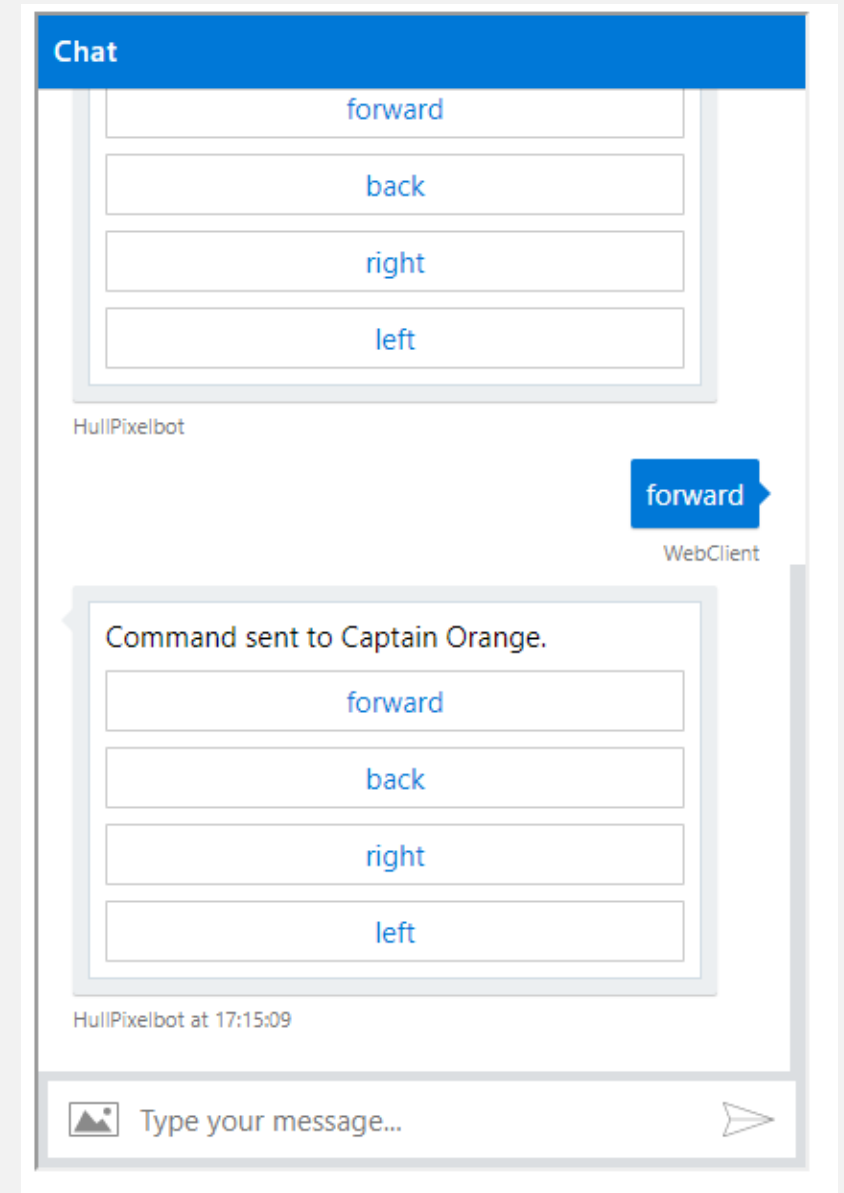 Chat
forward
back
right
left
HullPixelbot
forward
WebClient
Command sent to Captain Orange.
forward
back
right
left
HullPixelbot at 17:15:09
Type your message...